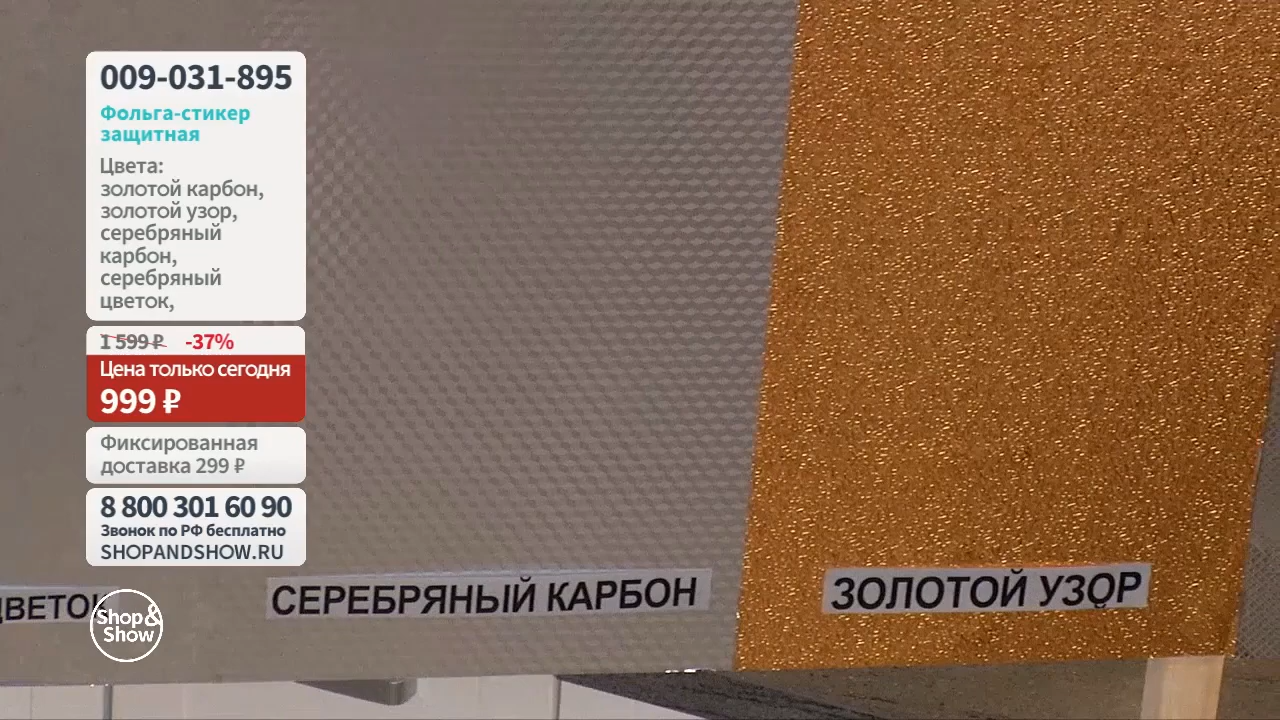 009-031-895
Фольга-стикер
защитная
Цвета:
золотой карбон,
золотой узор,
серебряный
карбон,
серебряный
цветок,
1 599 ₽ -37%
Цена только сегодня
999 ₽
Фиксированная
доставка 299 ₽
8 800 301 60 90
Звонок по РФ бесплатно
SHOPANDSHOW.RU
ЦВЕТОК
СЕРЕБРЯНЫЙ КАРБОН
ЗОЛОТОЙ УЗОР
Shop&
Show